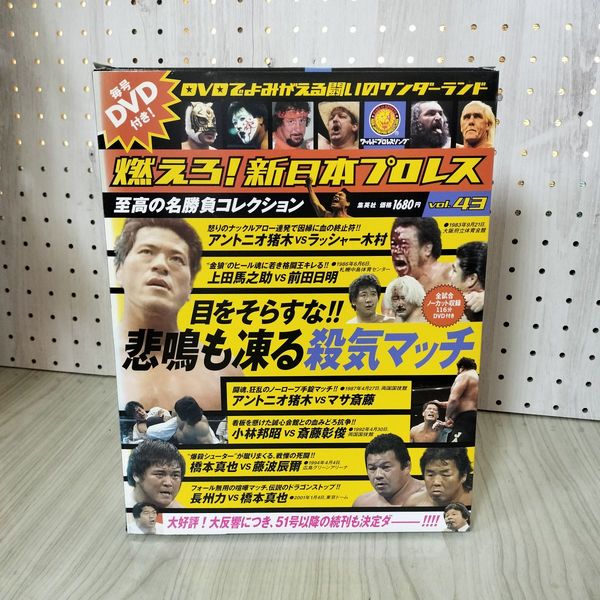 毎号
DVD
付き!
DVDでよみがえる闘いのワンダーランド
ワールドプロレスリング
燃えろ!新日本プロレス
至高の名勝負コレクション
集英社 価格1680円
vol.43
怒りのナックルアロー連発で因縁に血の終止符!!
アントニオ猪木 VS ラッシャー木村
●1983年9月21日、
大阪府立体育会館
"金狼"のヒール魂に若き格闘王キレる!!
上田馬之助 VS 前田日明
●1986年6月6日、
札幌中島体育センター
全試合
ノーカット収録
116分
DVD付き
目をそらすな!!
悲鳴も凍る殺気マッチ
闘魂、狂乱のノーロープ手錠マッチ!!
アントニオ猪木 VS マサ斎藤
●1987年4月27日、両国国技館
看板を懸けた誠心会館との血みどろ抗争!!
小林邦昭 VS 斎藤彰俊
●1992年4月30日、
両国国技館
"爆殺シューター"が蹴りまくる、戦慄の死闘!!
橋本真也 VS 藤波辰爾
●1994年4月4日
広島グリーンアリーナ
フォール無用の喧嘩マッチ、伝説のドラゴンストップ!!
長州力 VS 橋本真也
●2001年1月4日、東京ドーム
大好評!大反響につき、51号以降の続刊も決定ダ―――!!!!